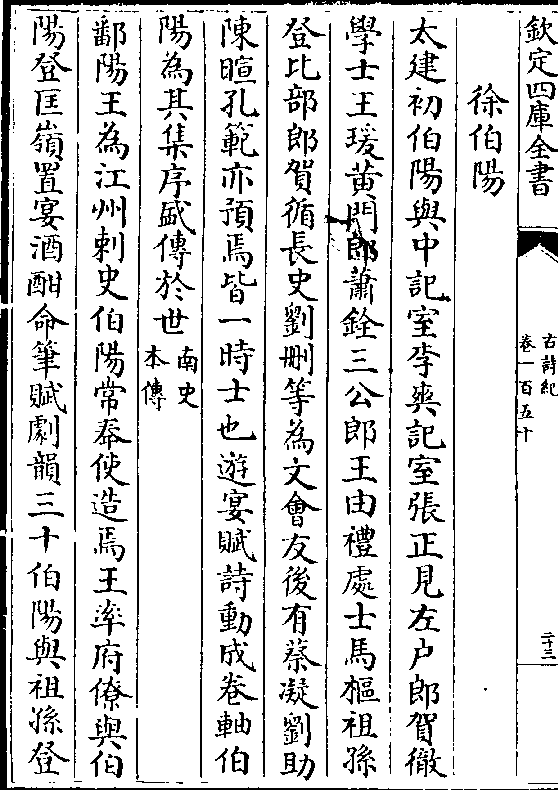 欽定四庫全書
古詩紀
卷一百五十
二十三
徐伯陽
太建初伯陽與中記室李爽記室張正見左户郎賀徹
學士王瑗黄門郎蕭銓三公郎王由禮處士馬樞祖孫
登比部郎賀循長史劉刪等為文會友後有蔡凝劉助
陳暄孔範亦預焉皆一時士也遊宴賦詩動成卷軸伯
陽為其集序盛傳於世南史
本傳
鄱陽王為江州刺史伯陽常奉使造焉王率府僚與伯
陽登匡嶺置宴酒酣命筆賦劇韻三十伯陽與祖孫登